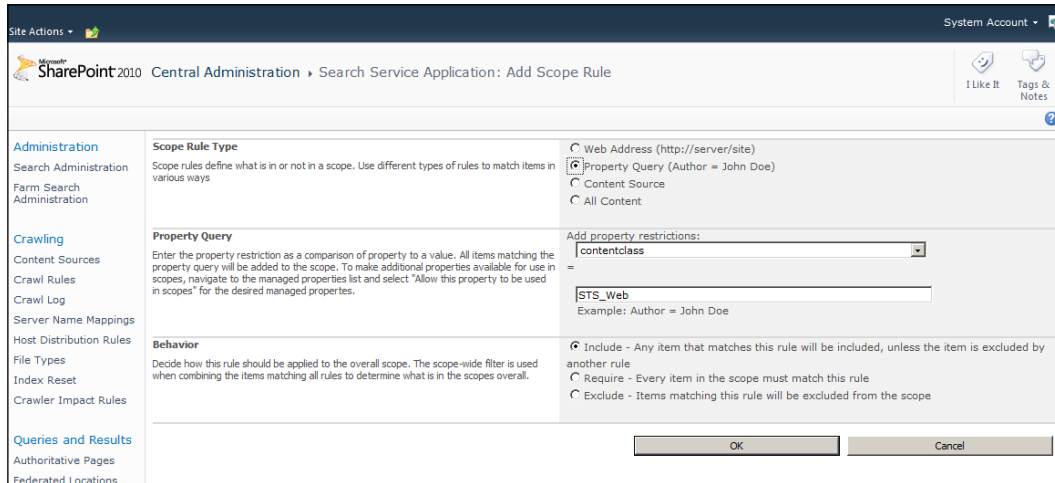 System Account
Site Actions
Microsoft
SharePoint 2010 Central Administration Search Service Application: Add Scope Rule
I Like It
Tags &
Notes
Administration
Search Administration
Farm Search
Administration
Crawling
Content Sources
Crawl Rules
Crawl Log
Server Name Mappings
Host Distribution Rules
File Types
Index Reset
Crawler Impact Rules
Queries and Results
Authoritative Pages
Federated Locations
Scope Rule Type
Scope rules define what is in or not in a scope. Use different types of rules to match items in
various ways
Web Address (http://server/site)
Property Query (Author = John Doe)
Content Source
All Content
Property Query
Enter the property restriction as a comparison of property to a value. All items matching the
property query will be added to the scope. To make additional properties available for use in
scopes, navigate to the managed properties list and select "Allow this property to be used
in scopes" for the desired managed propertes.
Add property restrictions:
contentclass
=
STS_Web
Example: Author = John Doe
Behavior
Decide how this rule should be applied to the overall scope. The scope-wide filter is used
when combining the items matching all rules to determine what is in the scopes overall.
Include - Any item that matches this rule will be included, unless the item is excluded by
another rule
Require - Every item in the scope must match this rule
Exclude - Items matching this rule will be excluded from the scope
OK
Cancel